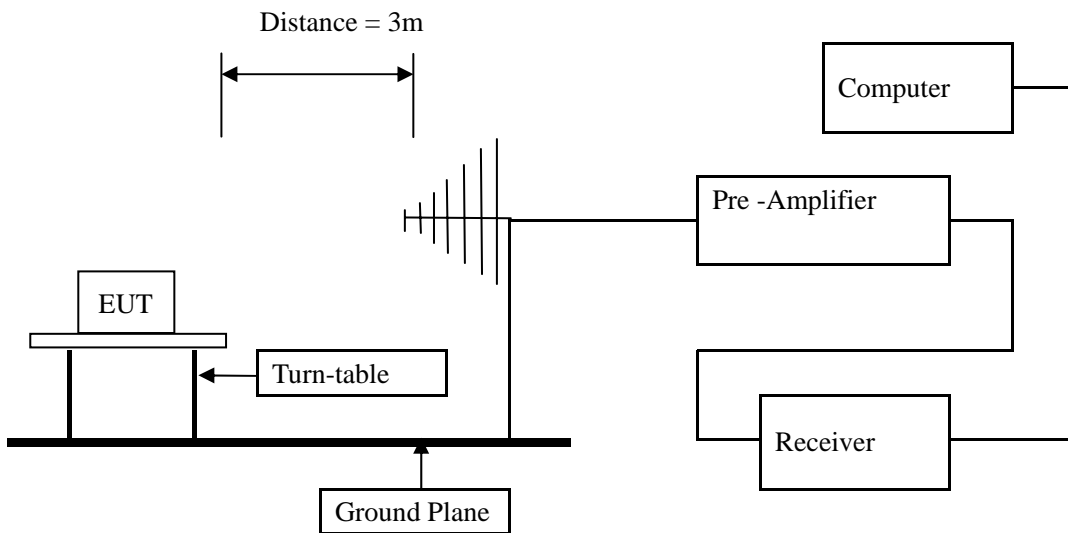 Distance = 3m
Computer
Pre -Amplifier
EUT
Turn-table
Receiver
Ground Plane